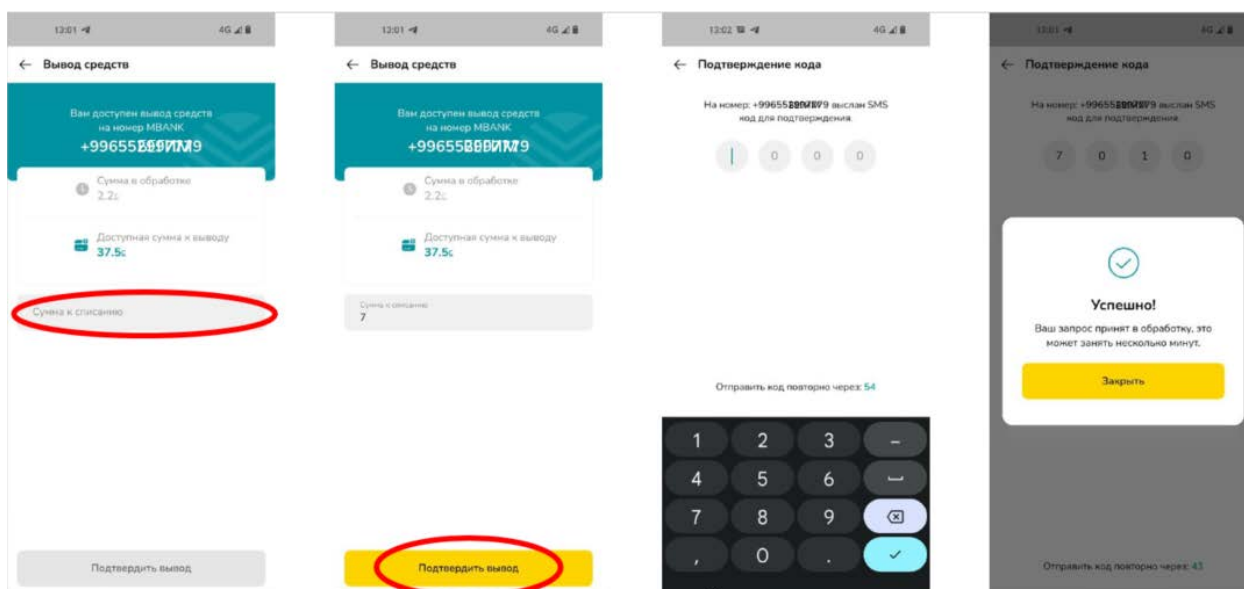 13:01 4G
← Вывод средств
Вам доступен вывод средств
на номер MBANK
Сумма в обработке
2.2с
Доступная сумма к выводу
37.5с
Сумма к списанию
Подтвердить вывод
13:01 4G
← Вывод средств
Вам доступен вывод средств
на номер MBANK
Сумма в обработке
2.2с
Доступная сумма к выводу
37.5с
Сумма к списанию
7
Подтвердить вывод
13:02 4G
← Подтверждение кода
На номер: выслан SMS
код для подтверждения.
0 0 0
Отправить код повторно через: 54
1 2 3 –
4 5 6
7 8 9
, 0 .
13:01 4G
← Подтверждение кода
На номер: выслан SMS
код для подтверждения.
7 0 1 0
Успешно!
Ваш запрос принят в обработку, это
может занять несколько минут.
Закрыть
Отправить код повторно через: 43